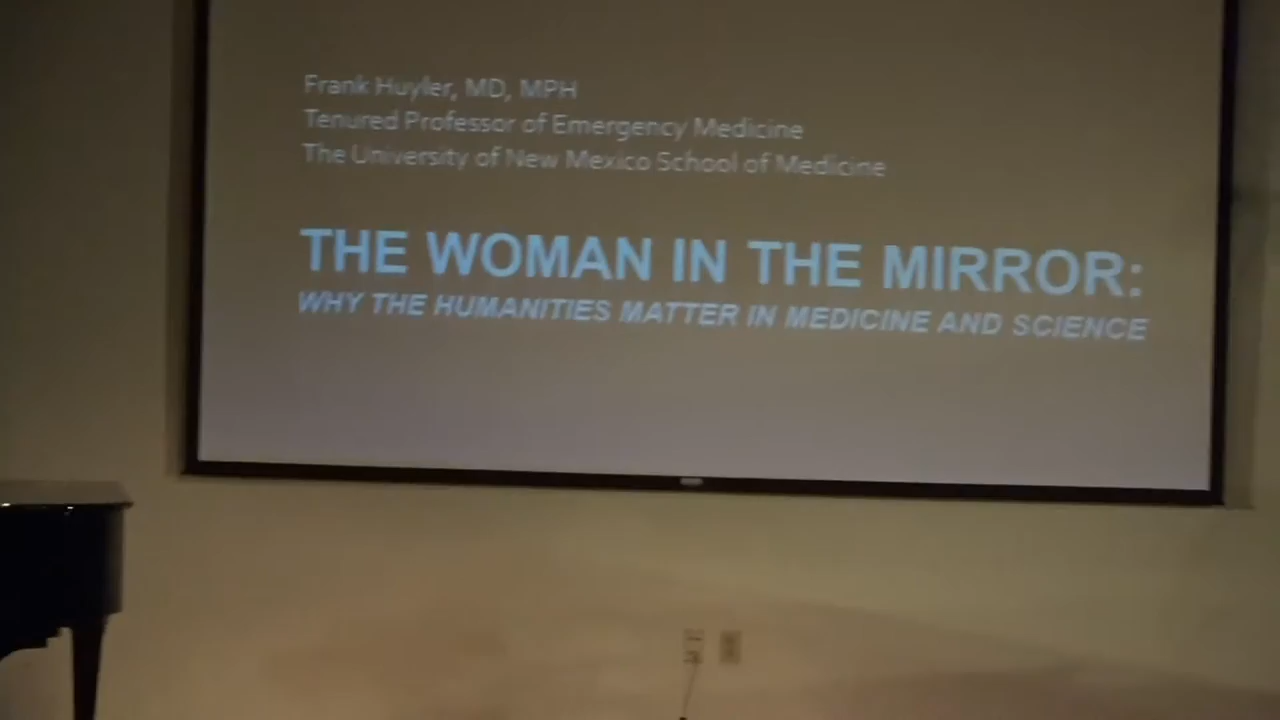 Frank Huyler, MD, MPH
Tenured Professor of Emergency Medicine
The University of New Mexico School of Medicine
THE WOMAN IN THE MIRROR:
WHY THE HUMANITIES MATTER IN MEDICINE AND SCIENCE